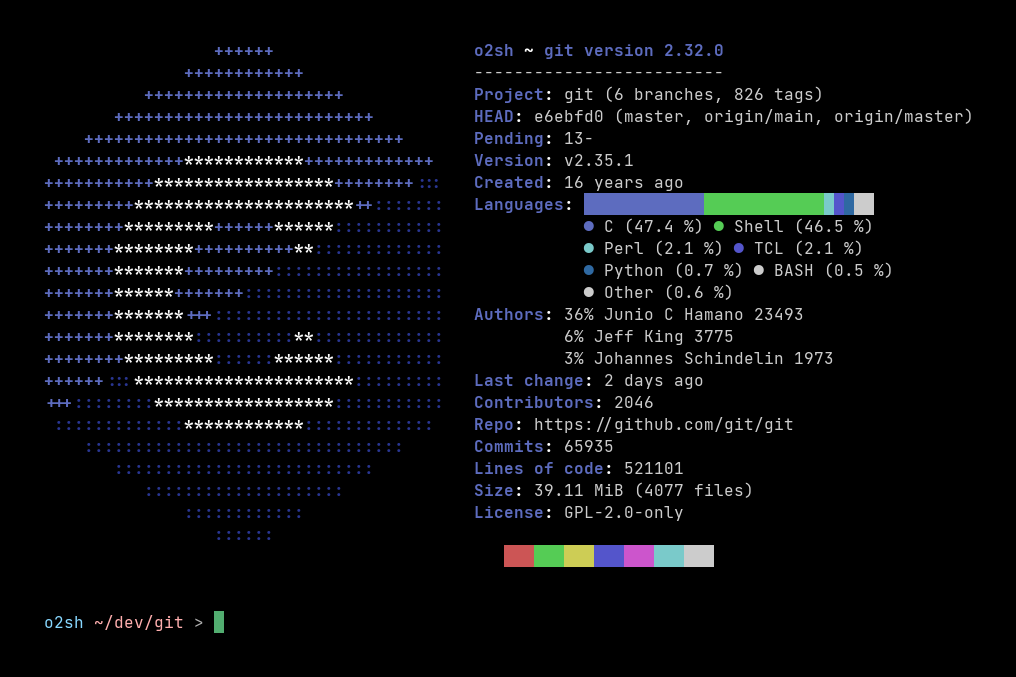 o2sh ~ git version 2.32.0
-------------------------
Project: git (6 branches, 826 tags)
HEAD: e6ebfd0 (master, origin/main, origin/master)
Pending: 13-
Version: v2.35.1
Created: 16 years ago
Languages:
● C (47.4 %) ● Shell (46.5 %)
● Perl (2.1 %) ● TCL (2.1 %)
● Python (0.7 %) ● BASH (0.5 %)
● Other (0.6 %)
Authors: 36% Junio C Hamano 23493
6% Jeff King 3775
3% Johannes Schindelin 1973
Last change: 2 days ago
Contributors: 2046
Repo: https://github.com/git/git
Commits: 65935
Lines of code: 521101
Size: 39.11 MiB (4077 files)
License: GPL-2.0-only
o2sh ~/dev/git >